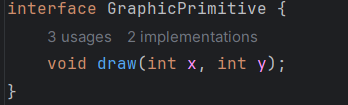 interface GraphicPrimitive {
3 usages 2 implementations
void draw(int x, int y);
}